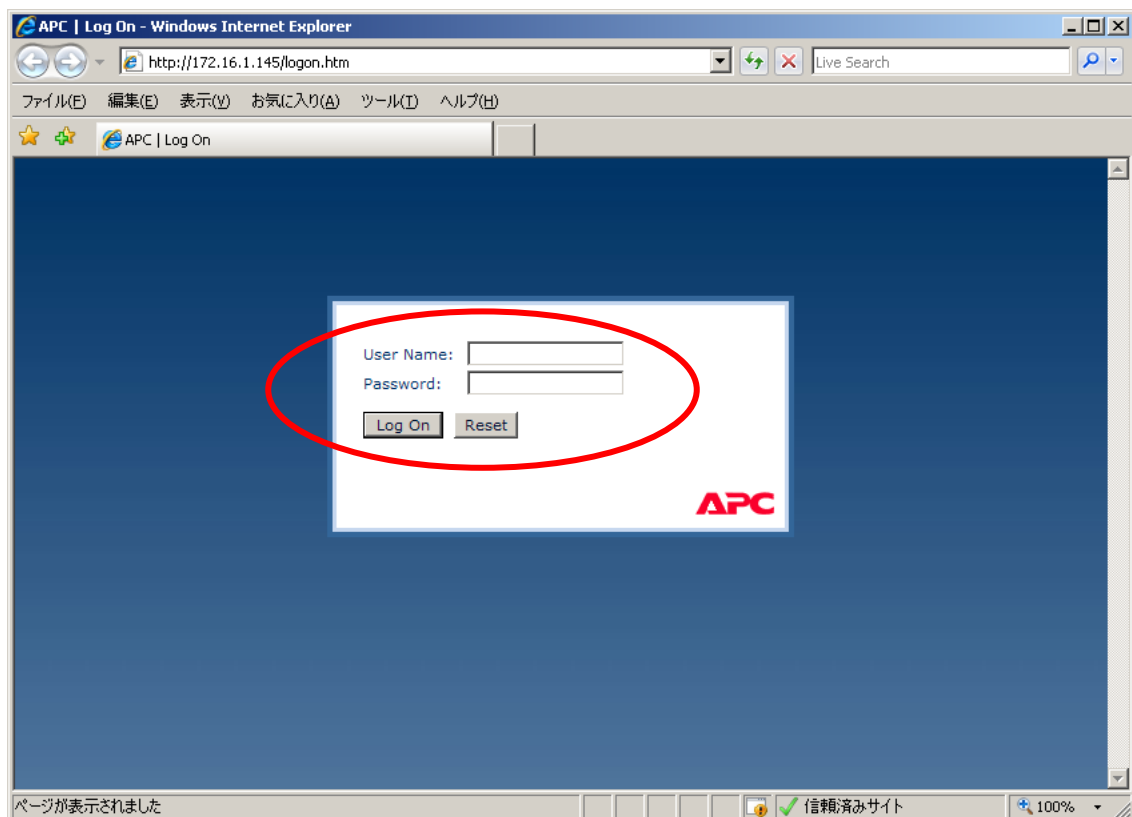 APC | Log On - Windows Internet Explorer
http://172.16.1.145/logon.htm
Live Search
ファイル(F) 編集(E) 表示(V) お気に入り(A) ツール(T) ヘルプ(H)
APC | Log On
User Name:
Password:
Log On Reset
APC
ページが表示されました 信頼済みサイト 100%